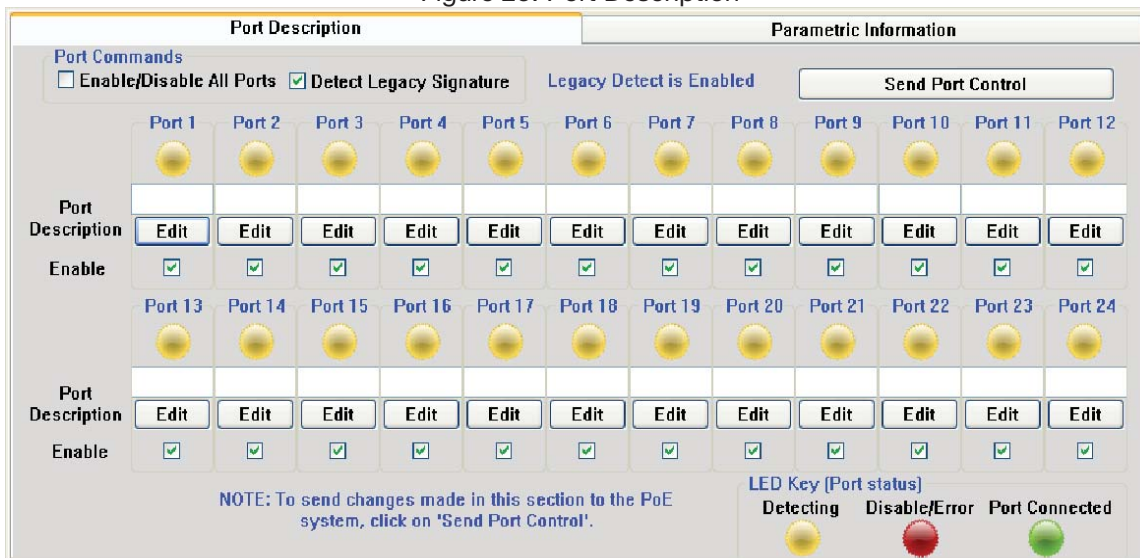 Port Description Parametric Information
Port Commands
Enable/Disable All Ports Detect Legacy Signature Legacy Detect is Enabled Send Port Control
Port 1 Port 2 Port 3 Port 4 Port 5 Port 6 Port 7 Port 8 Port 9 Port 10 Port 11 Port 12
Port
Description Edit Edit Edit Edit Edit Edit Edit Edit Edit Edit Edit Edit
Enable
Port 13 Port 14 Port 15 Port 16 Port 17 Port 18 Port 19 Port 20 Port 21 Port 22 Port 23 Port 24
Port
Description Edit Edit Edit Edit Edit Edit Edit Edit Edit Edit Edit Edit
Enable
NOTE: To send changes made in this section to the PoE
system, click on 'Send Port Control'.
LED Key (Port status)
Detecting Disable/Error Port Connected